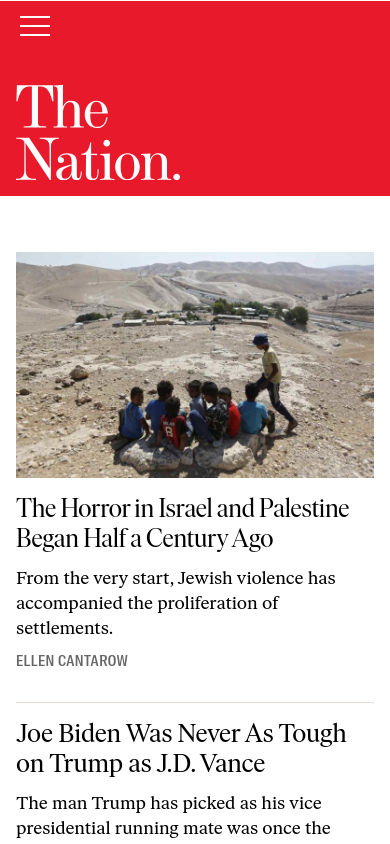 The
Nation.
The Horror in Israel and Palestine
Began Half a Century Ago
From the very start, Jewish violence has
accompanied the proliferation of
settlements.
ELLEN CANTAROW
Joe Biden Was Never As Tough
on Trump as J.D. Vance
The man Trump has picked as his vice
presidential running mate was once the